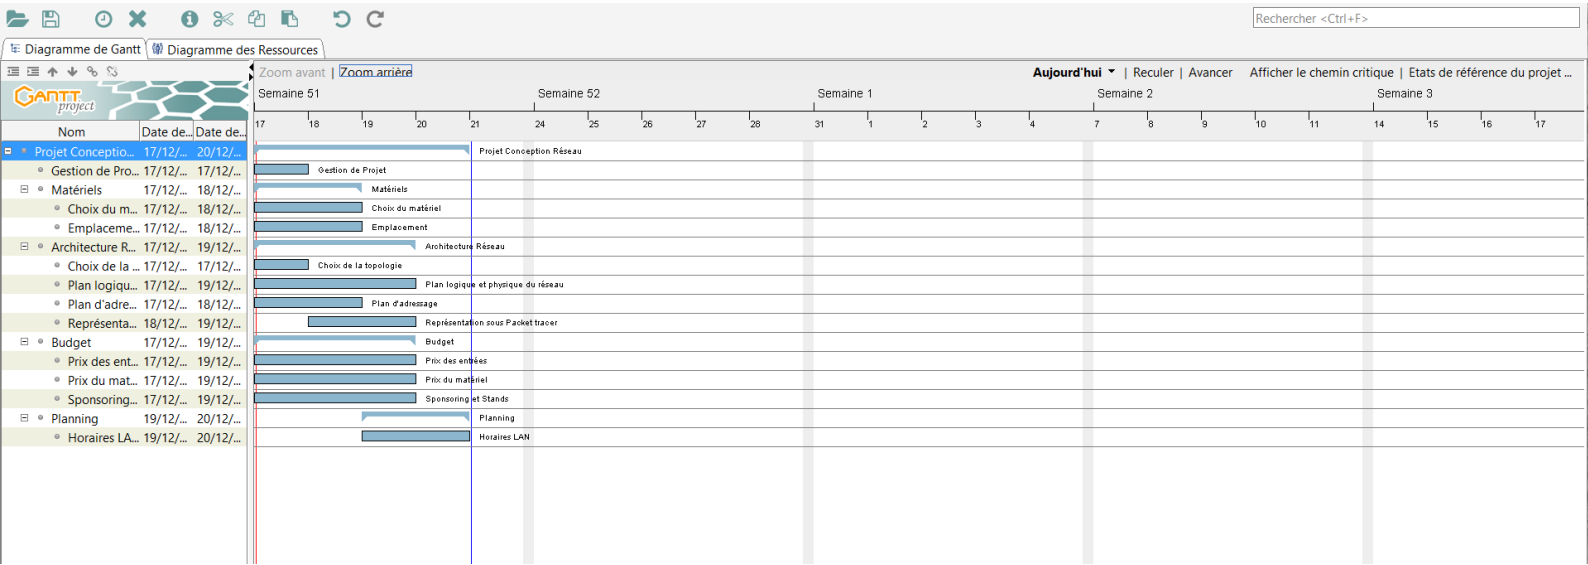 Rechercher <Ctrl+F>
Diagramme de Gantt
Diagramme des Ressources
Zoom avant | Zoom arrière
Aujourd'hui | Reculer | Avancer Afficher le chemin critique | Etats de référence du projet ...
GANTT project
Semaine 51 Semaine 52 Semaine 1 Semaine 2 Semaine 3
Nom Date de... Date de...
17 18 19 20 21 24 25 26 27 28 31 1 2 3 4 7 8 9 10 11 14 15 16 17
Projet Conceptio... 17/12/... 20/12/... Projet Conception Réseau
Gestion de Pro... 17/12/... 17/12/... Gestion de Projet
Matériels 17/12/... 18/12/... Matériels
Choix du m... 17/12/... 18/12/... Choix du matériel
Emplaceme... 17/12/... 18/12/... Emplacement
Architecture R... 17/12/... 19/12/... Architecture Réseau
Choix de la ... 17/12/... 17/12/... Choix de la topologie
Plan logiqu... 17/12/... 19/12/... Plan logique et physique du réseau
Plan d'adre... 17/12/... 18/12/... Plan d'adressage
Représenta... 18/12/... 19/12/... Représentation sous Packet tracer
Budget 17/12/... 19/12/... Budget
Prix des ent... 17/12/... 19/12/... Prix des entrées
Prix du mat... 17/12/... 19/12/... Prix du matériel
Sponsoring... 17/12/... 19/12/... Sponsoring et Stands
Planning 19/12/... 20/12/... Planning
Horaires LA... 19/12/... 20/12/... Horaires LAN